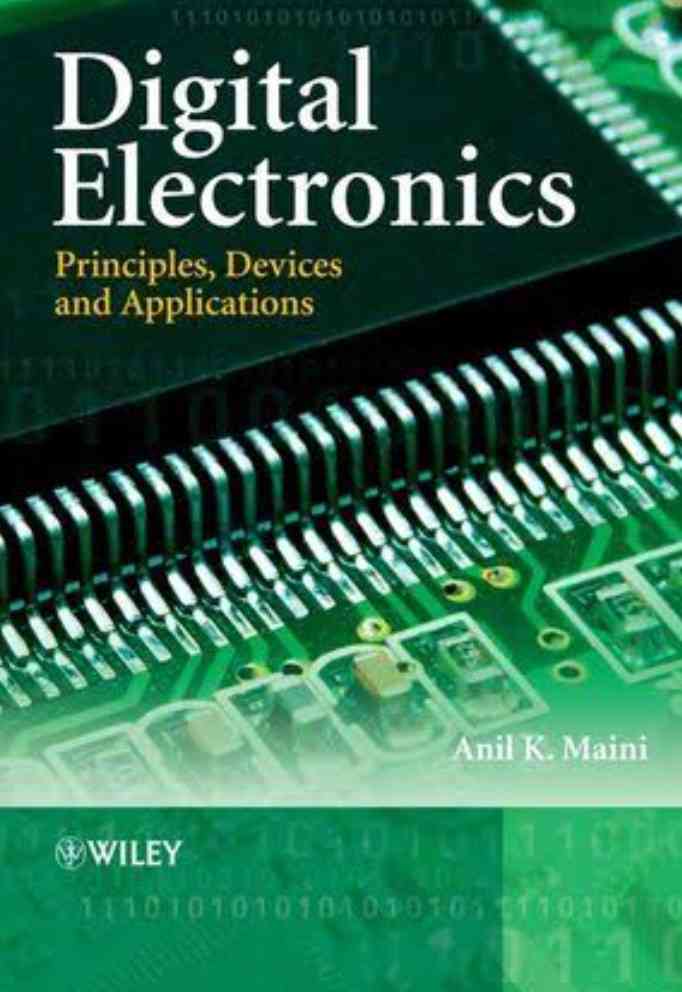 Digital
Electronics
Principles, Devices
and Applications
Anil K. Maini
WILEY